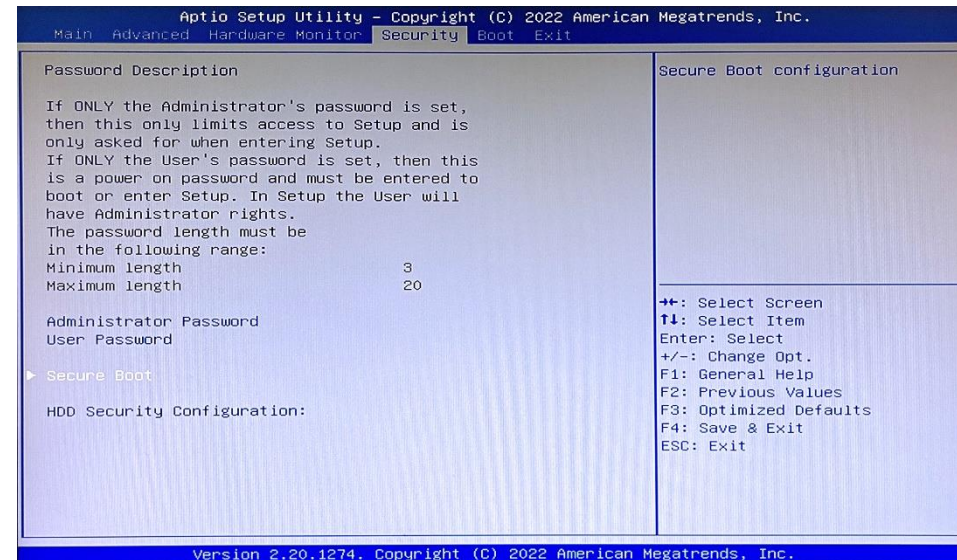 Aptio Setup Utility – Copyright (C) 2022 American Megatrends, Inc.
Main Advanced Hardware Monitor Security Boot Exit
Password Description
If ONLY the Administrator's password is set,
then this only limits access to Setup and is
only asked for when entering Setup.
If ONLY the User's password is set, then this
is a power on password and must be entered to
boot or enter Setup. In Setup the User will
have Administrator rights.
The password length must be
in the following range:
Minimum length 3
Maximum length 20
Administrator Password
User Password
Secure Boot
HDD Security Configuration:
Secure Boot configuration
→←: Select Screen
↑↓: Select Item
Enter: Select
+/-: Change Opt.
F1: General Help
F2: Previous Values
F3: Optimized Defaults
F4: Save & Exit
ESC: Exit
Version 2.20.1274. Copyright (C) 2022 American Megatrends, Inc.